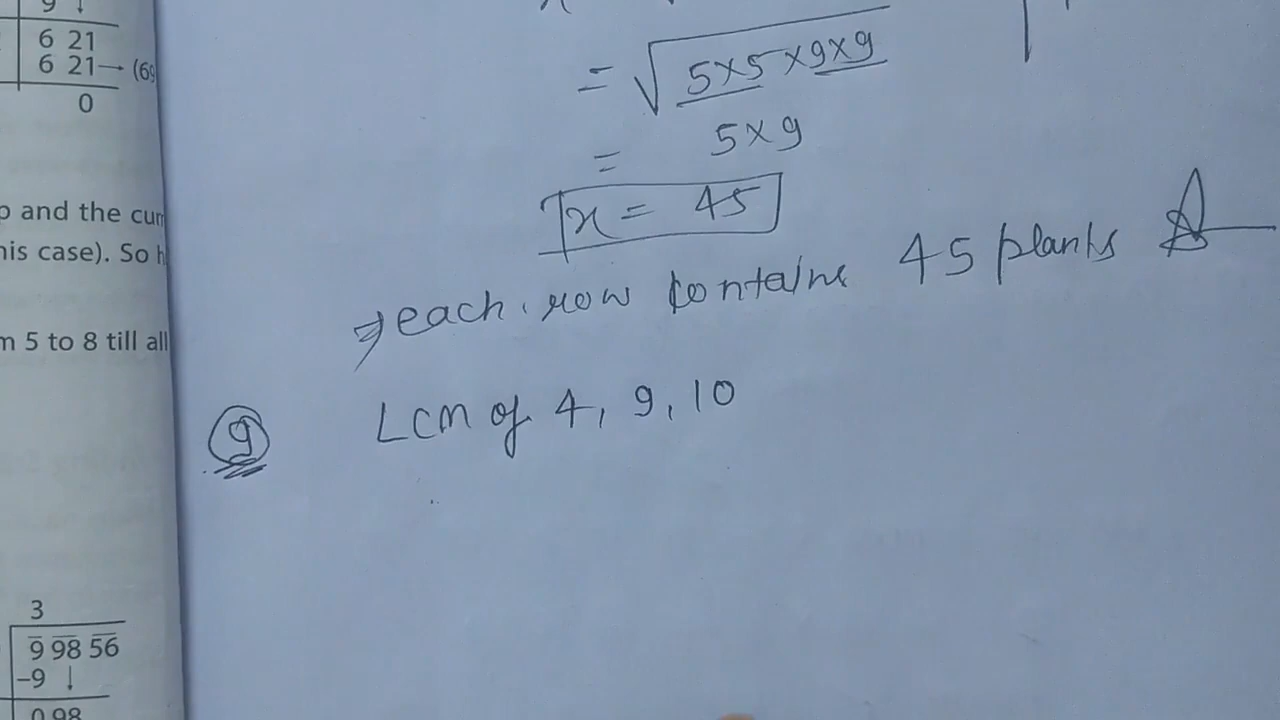 9 ↓
6 21
6 21→ (69
0
p and the cur
his case). So h
m 5 to 8 till all
3
9 98 56
–9 ↓
0 98
= √5×5×9×9
= 5×9
x = 45
⇒ each row contains 45 plants A
9 LCM of 4, 9, 10